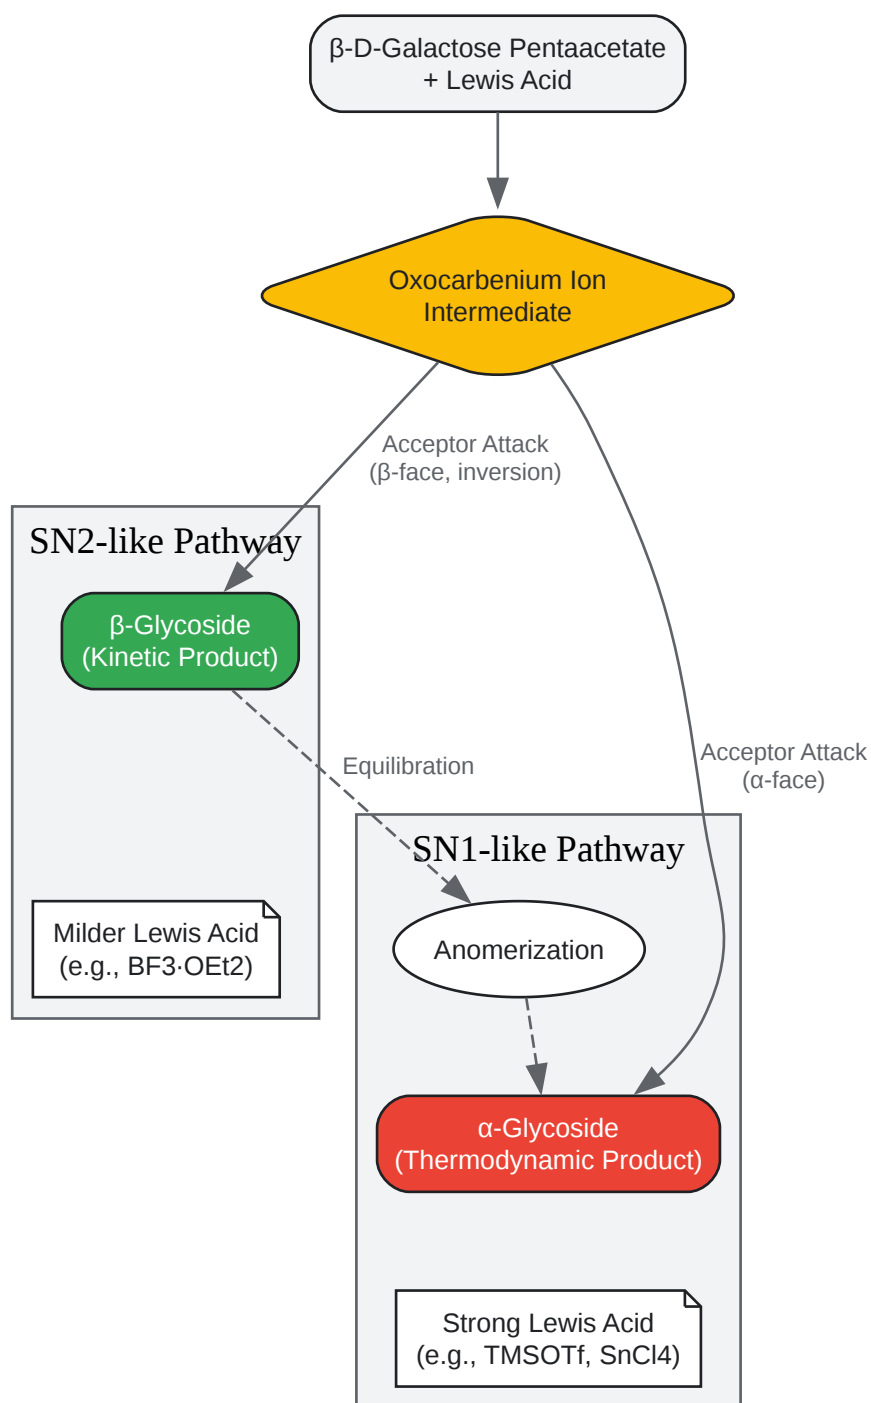 β-D-Galactose Pentaacetate
+ Lewis Acid
Oxocarbenium Ion
Intermediate
Acceptor Attack
(β-face, inversion)
SN2-like Pathway
β-Glycoside
(Kinetic Product)
Equilibration
Acceptor Attack
(α-face)
SN1-like Pathway
Milder Lewis Acid
(e.g., BF3·OEt2)
Anomerization
α-Glycoside
(Thermodynamic Product)
Strong Lewis Acid
(e.g., TMSOTf, SnCl4)